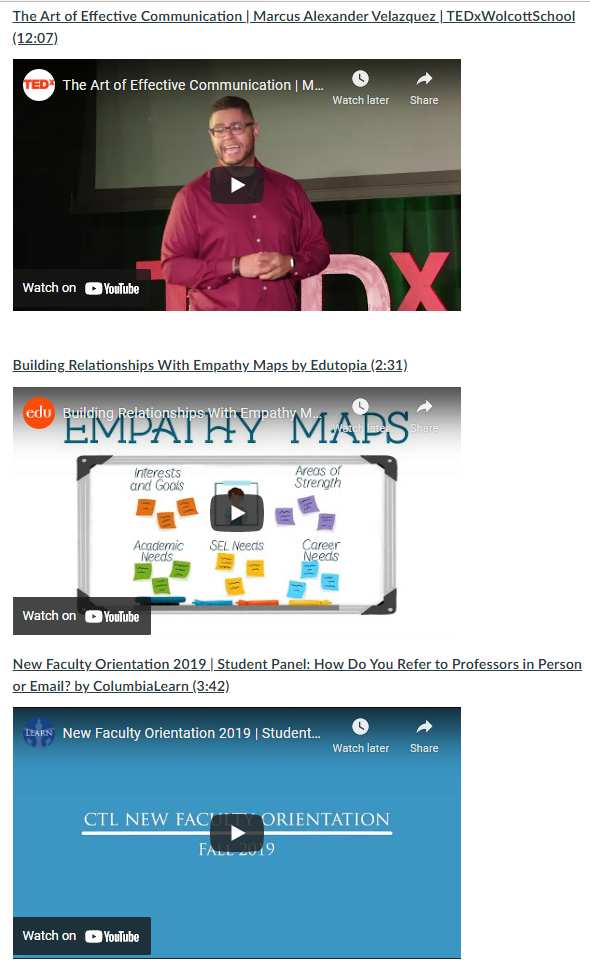 The Art of Effective Communication | Marcus Alexander Velazquez | TEDxWolcottSchool
(12:07)
TEDx
The Art of Effective Communication | M...
Watch later
Share
TEDx
Watch on YouTube
Building Relationships With Empathy Maps by Edutopia (2:31)
edu
Building Relationships With Empathy M...
Watch later
Share
EMPATHY MAPS
Interests
and Goals
Areas of
Strength
Academic
Needs
SEL Needs
Career
Needs
Watch on YouTube
New Faculty Orientation 2019 | Student Panel: How Do You Refer to Professors in Person
or Email? by ColumbiaLearn (3:42)
LEARN
New Faculty Orientation 2019 | Student...
Watch later
Share
CTL NEW FACULTY ORIENTATION
FALL 2019
Watch on YouTube